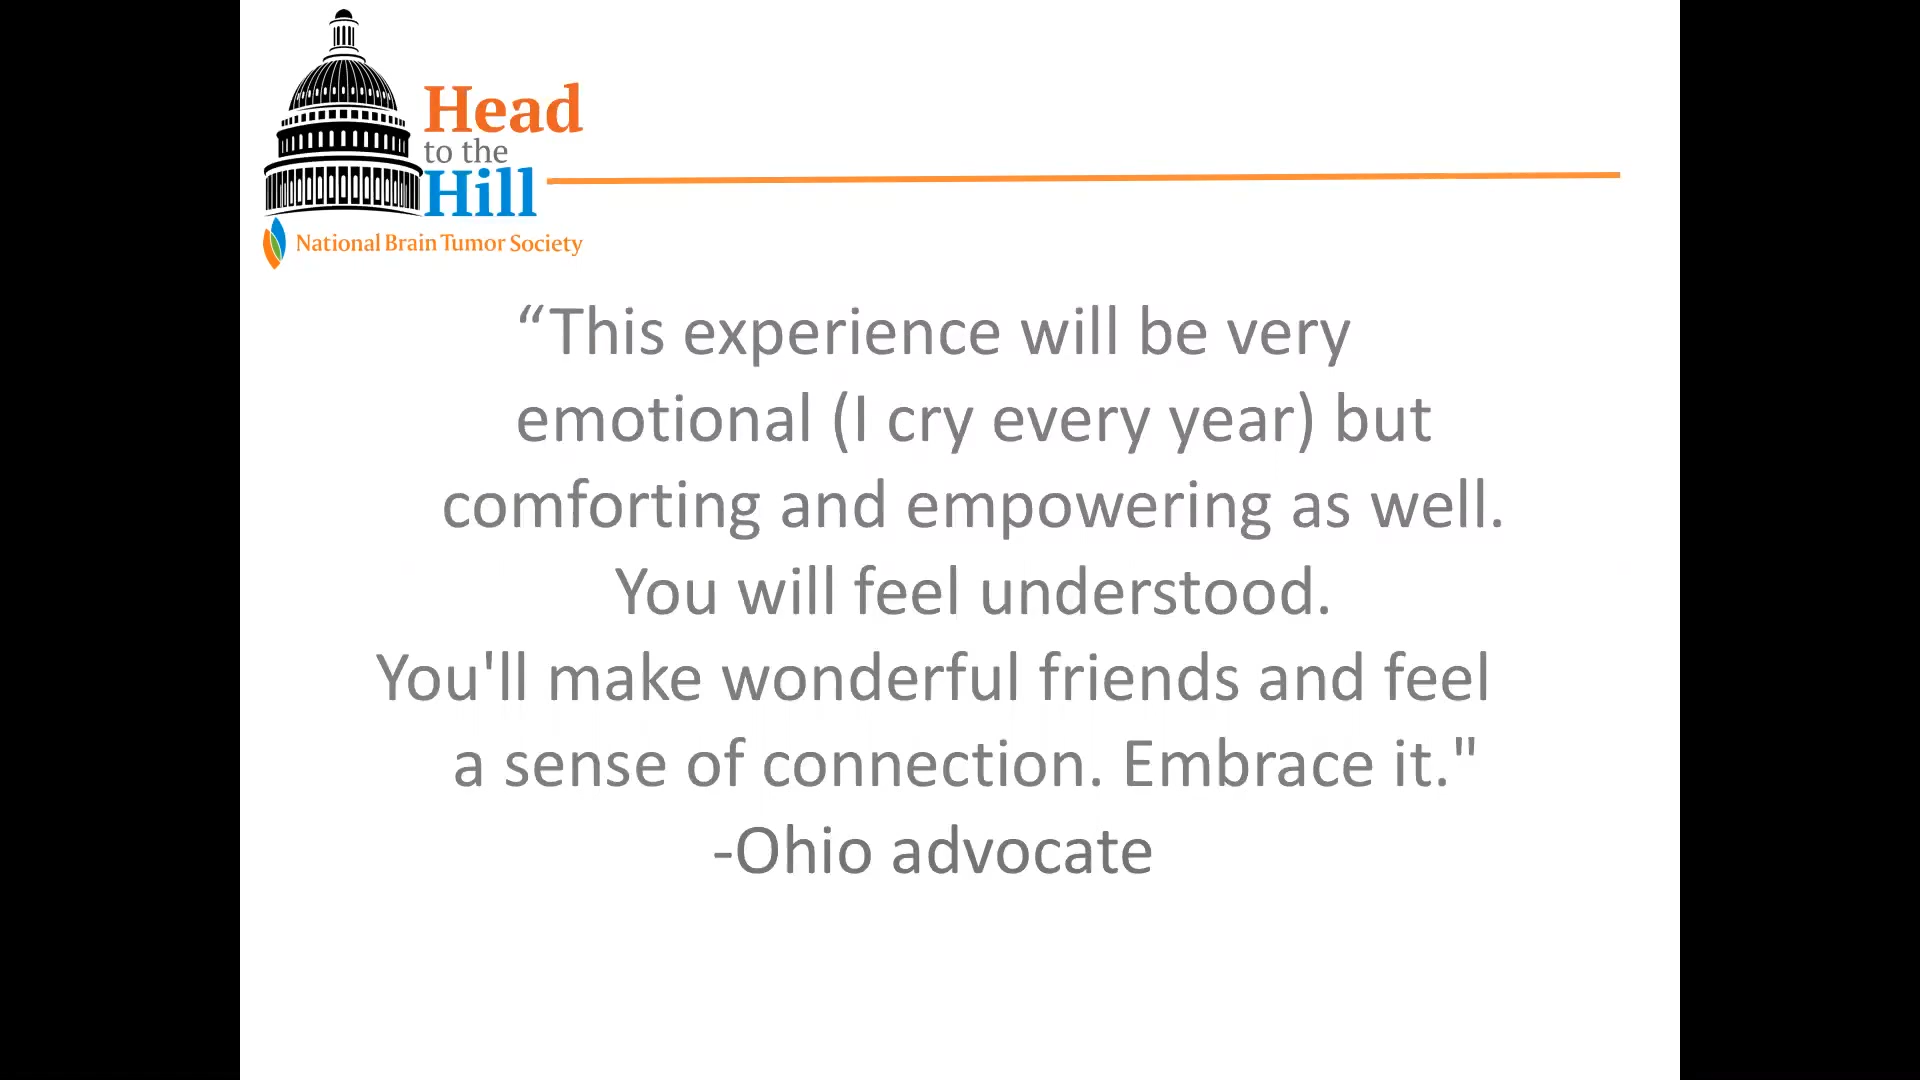 Head
to the
Hill
National Brain Tumor Society
“This experience will be very
emotional (I cry every year) but
comforting and empowering as well.
You will feel understood.
You'll make wonderful friends and feel
a sense of connection. Embrace it."
-Ohio advocate